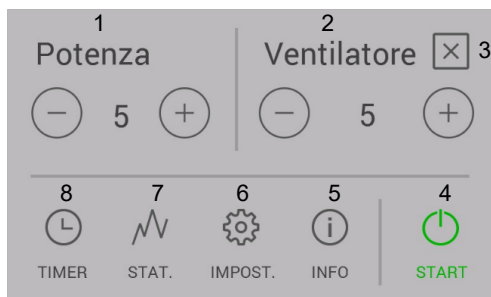 1 2
Potenza Ventilatore 3
5 5
8 7 6 5 4
TIMER STAT. IMPOST. INFO START